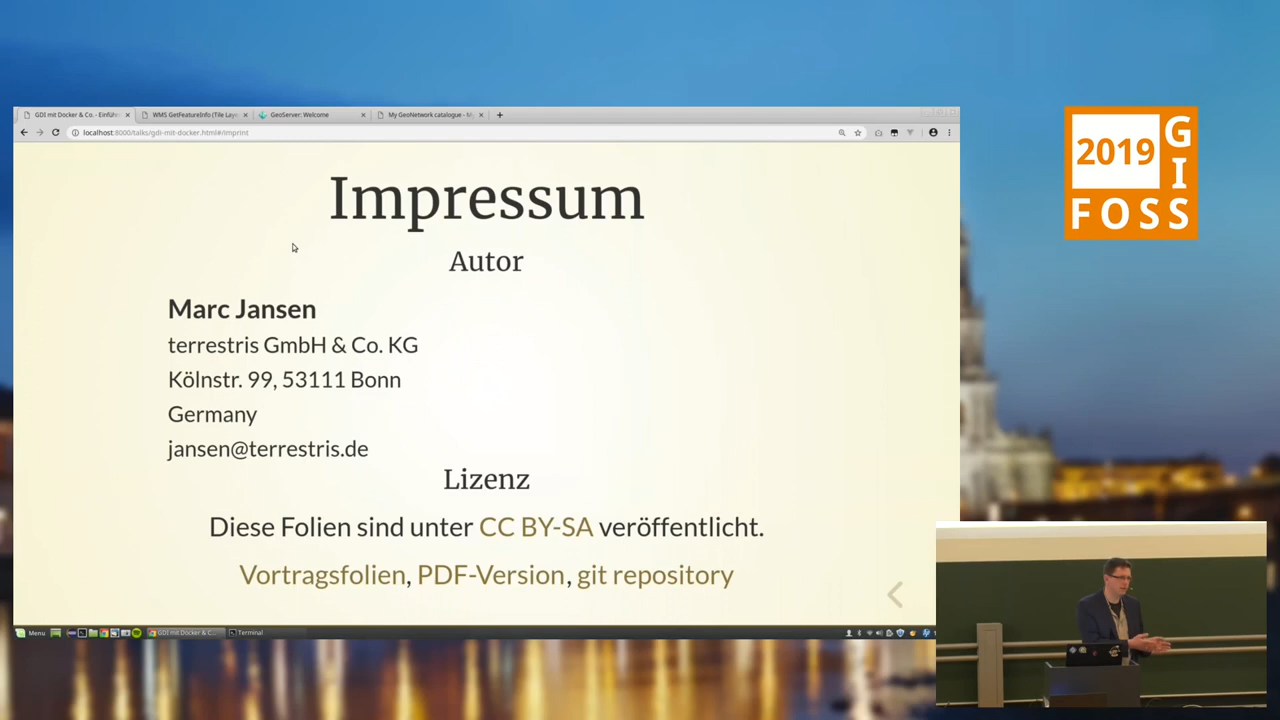 GDI mit Docker & Co. - Einführ
WMS GetFeatureInfo (Tile Laye
GeoServer: Welcome
My GeoNetwork catalogue - My
localhost:8000/talks/gdi-mit-docker.html#/imprint
Impressum
Autor
Marc Jansen
terrestris GmbH & Co. KG
Kölnstr. 99, 53111 Bonn
Germany
jansen@terrestris.de
Lizenz
Diese Folien sind unter CC BY-SA veröffentlicht.
Vortragsfolien, PDF-Version, git repository
Menu
GDI mit Docker & C...
Terminal
2019 GIS
FOSS